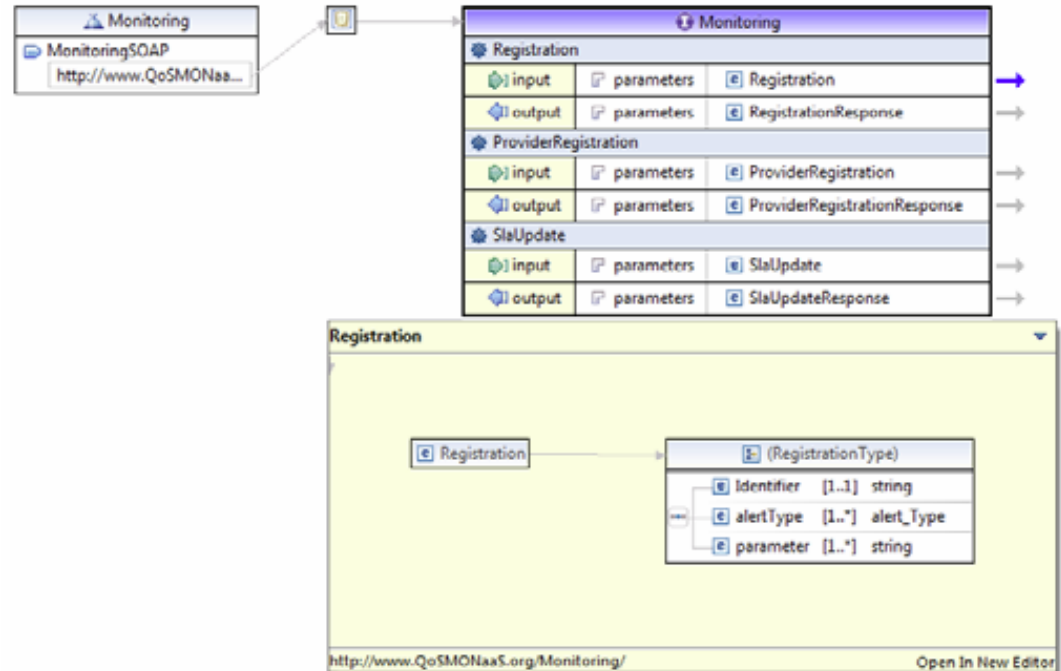 Monitoring
MonitoringSOAP
http://www.QoSMONaa...
Monitoring
Registration
input parameters Registration
output parameters RegistrationResponse
ProviderRegistration
input parameters ProviderRegistration
output parameters ProviderRegistrationResponse
SlaUpdate
input parameters SlaUpdate
output parameters SlaUpdateResponse
Registration
Registration
(RegistrationType)
Identifier [1..1] string
alertType [1..*] alert_Type
parameter [1..*] string
http://www.QoSMONaaS.org/Monitoring/ Open In New Editor